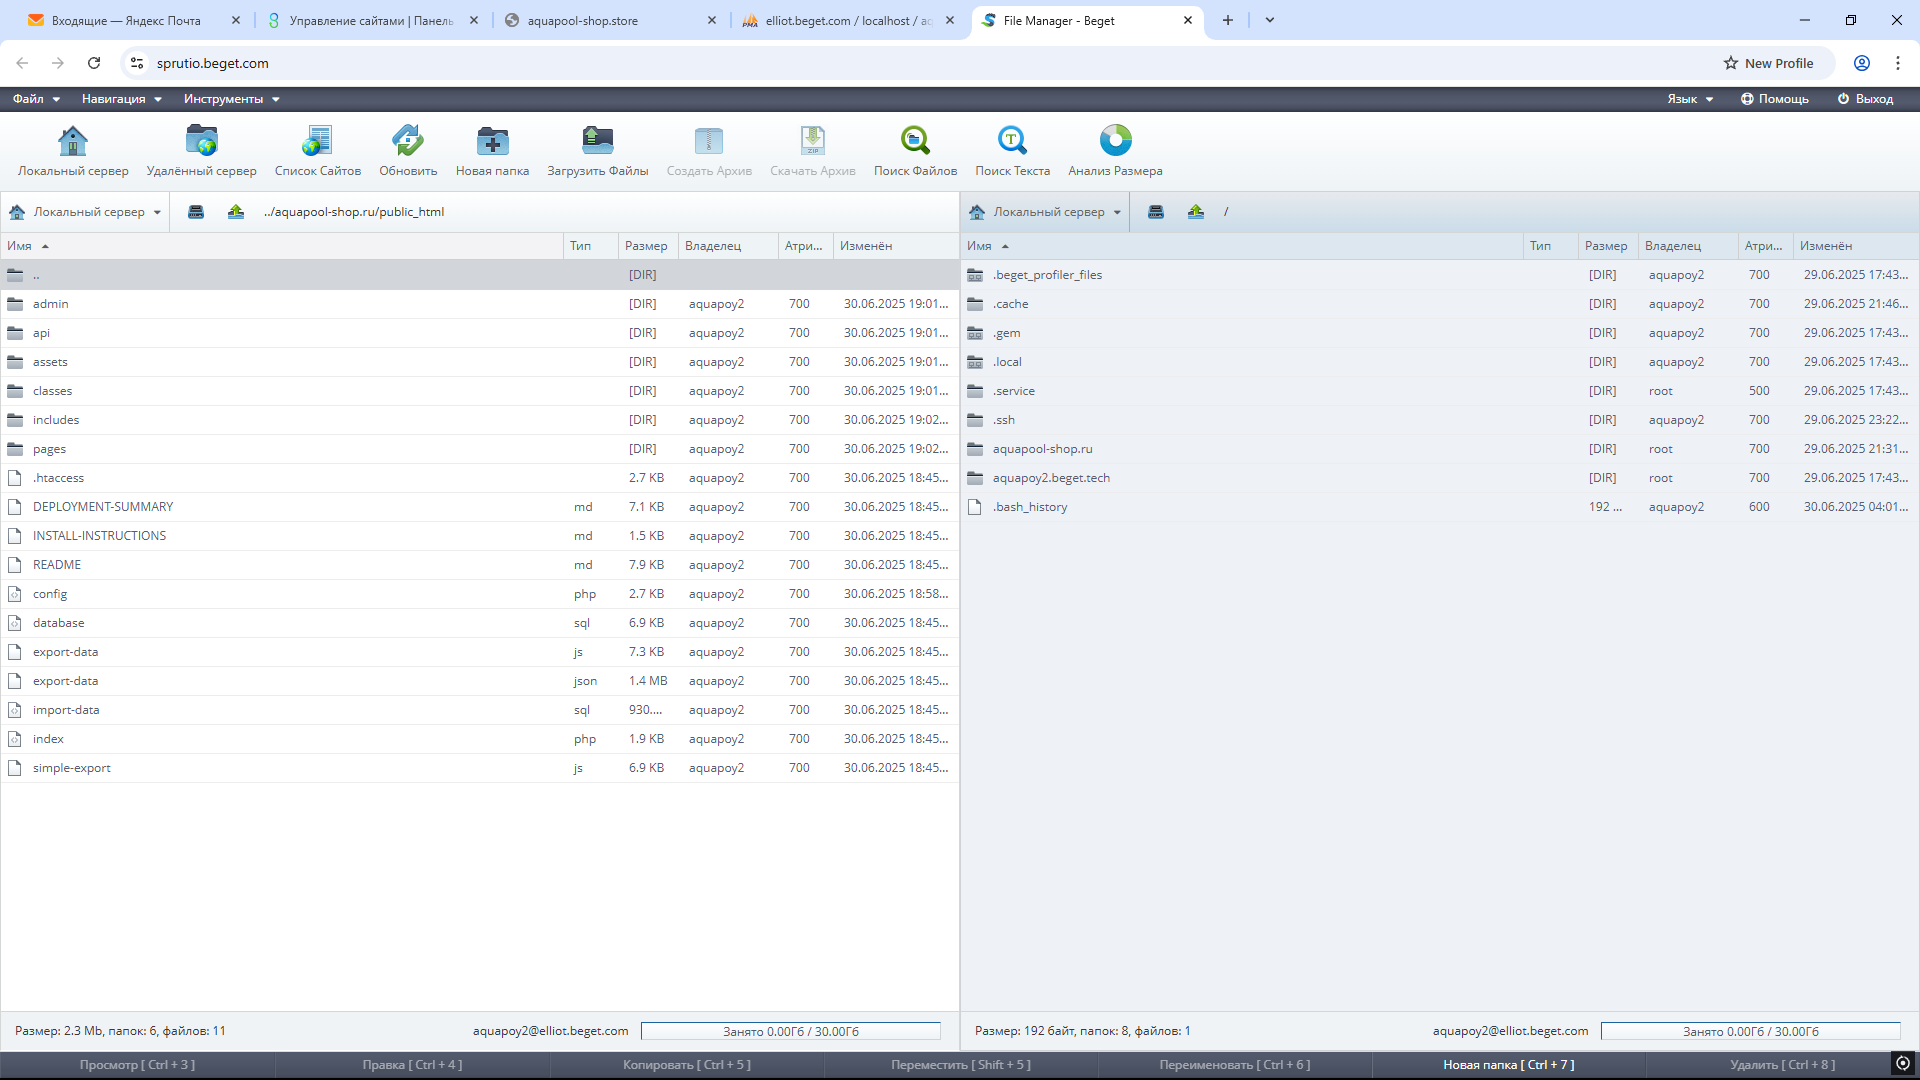 Входящие — Яндекс Почта
Управление сайтами | Панель
aquapool-shop.store
elliot.beget.com / localhost / aq
File Manager - Beget
sprutio.beget.com
New Profile
Файл Навигация Инструменты Язык Помощь Выход
Локальный сервер Удалённый сервер Список Сайтов Обновить Новая папка Загрузить Файлы Создать Архив Скачать Архив Поиск Файлов Поиск Текста Анализ Размера
Локальный сервер ../aquapool-shop.ru/public_html
Имя Тип Размер Владелец Атри... Изменён
.. [DIR]
admin [DIR] aquapoy2 700 30.06.2025 19:01...
api [DIR] aquapoy2 700 30.06.2025 19:01...
assets [DIR] aquapoy2 700 30.06.2025 19:01...
classes [DIR] aquapoy2 700 30.06.2025 19:01...
includes [DIR] aquapoy2 700 30.06.2025 19:02...
pages [DIR] aquapoy2 700 30.06.2025 19:02...
.htaccess 2.7 KB aquapoy2 700 30.06.2025 18:45...
DEPLOYMENT-SUMMARY md 7.1 KB aquapoy2 700 30.06.2025 18:45...
INSTALL-INSTRUCTIONS md 1.5 KB aquapoy2 700 30.06.2025 18:45...
README md 7.9 KB aquapoy2 700 30.06.2025 18:45...
config php 2.7 KB aquapoy2 700 30.06.2025 18:58...
database sql 6.9 KB aquapoy2 700 30.06.2025 18:45...
export-data js 7.3 KB aquapoy2 700 30.06.2025 18:45...
export-data json 1.4 MB aquapoy2 700 30.06.2025 18:45...
import-data sql 930.... aquapoy2 700 30.06.2025 18:45...
index php 1.9 KB aquapoy2 700 30.06.2025 18:45...
simple-export js 6.9 KB aquapoy2 700 30.06.2025 18:45...
Размер: 2.3 Mb, папок: 6, файлов: 11 aquapoy2@elliot.beget.com Занято 0.00Гб / 30.00Гб
Локальный сервер /
Имя Тип Размер Владелец Атри... Изменён
.beget_profiler_files [DIR] aquapoy2 700 29.06.2025 17:43...
.cache [DIR] aquapoy2 700 29.06.2025 21:46...
.gem [DIR] aquapoy2 700 29.06.2025 17:43...
.local [DIR] aquapoy2 700 29.06.2025 17:43...
.service [DIR] root 500 29.06.2025 17:43...
.ssh [DIR] aquapoy2 700 29.06.2025 23:22...
aquapool-shop.ru [DIR] root 700 29.06.2025 21:31...
aquapoy2.beget.tech [DIR] root 700 29.06.2025 17:43...
.bash_history 192 ... aquapoy2 600 30.06.2025 04:01...
Размер: 192 байт, папок: 8, файлов: 1 aquapoy2@elliot.beget.com Занято 0.00Гб / 30.00Гб
Просмотр [ Ctrl + 3 ] Правка [ Ctrl + 4 ] Копировать [ Ctrl + 5 ] Переместить [ Shift + 5 ] Переименовать [ Ctrl + 6 ] Новая папка [ Ctrl + 7 ] Удалить [ Ctrl + 8 ]